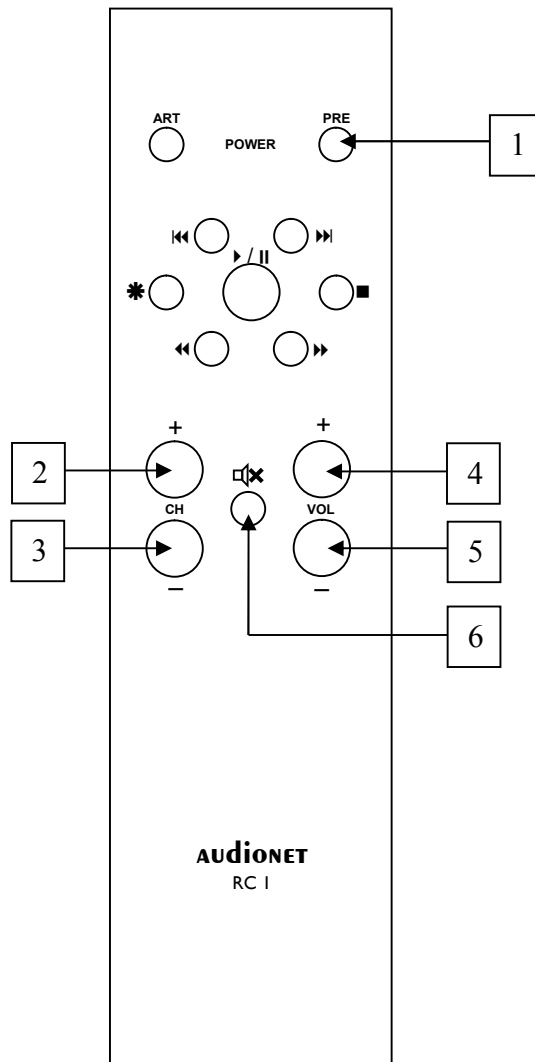 ART POWER PRE
1
+ +
2 4
CH VOL
3 5
– –
6
AUDIONET
RC I